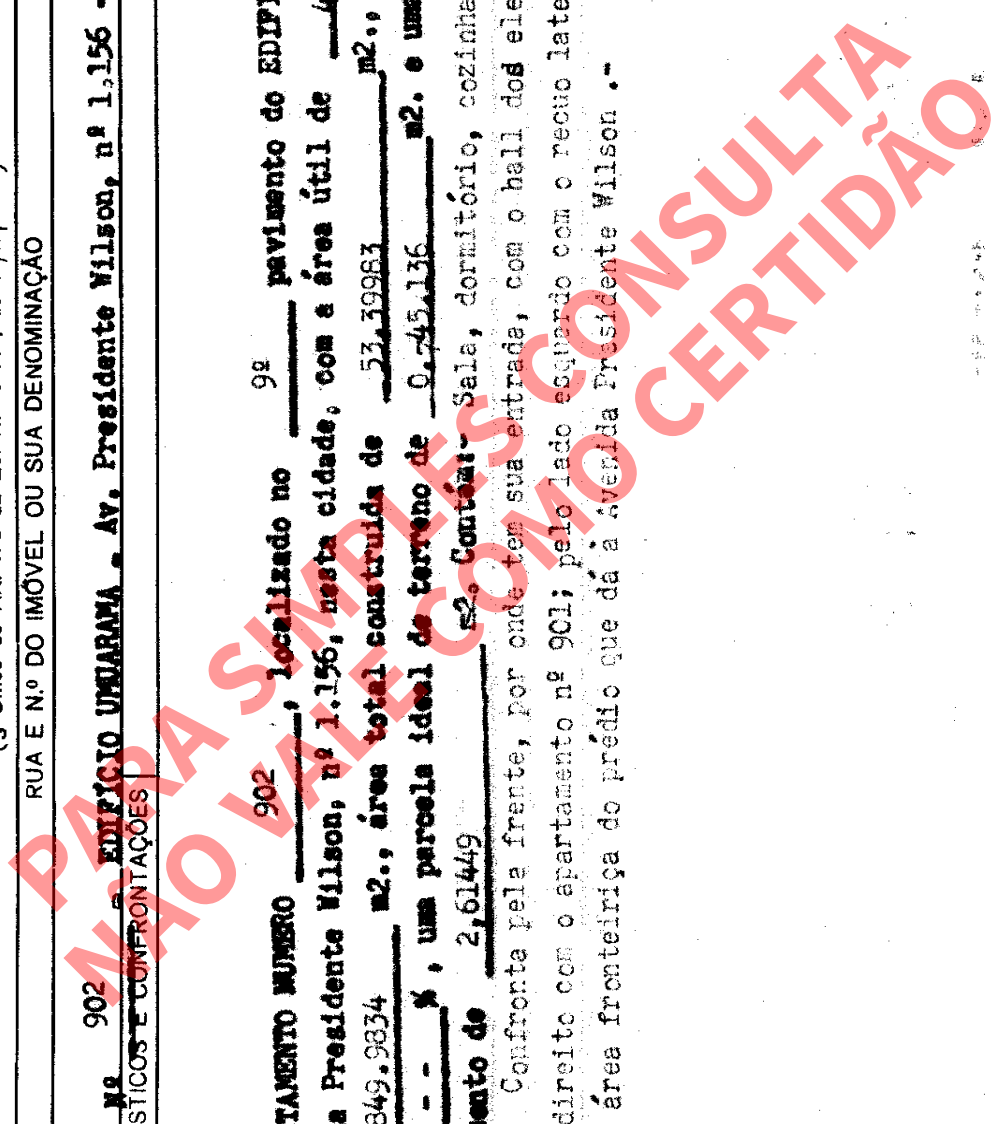 RUA E N.º DO IMÓVEL OU SUA DENOMINAÇÃO
Nº 902 - EDIFÍCIO UMUARAMA - Av. Presidente Wilson, nº 1.156 -
STICOS E CONFRONTAÇÕES
TAMENTO NUMERO 902, localizado no 9º pavimento do EDIFI
a Presidente Wilson, nº 1.156, nesta cidade, com a área útil de
849.9834 m2., área total construida de 53,39983 m2.,
- - %, uma parcela ideal de terreno de 0,-45.136 m2. e uma
ento de 2,61449 m2. Contém:- Sala, dormitório, cozinha
Confronta pela frente, por onde tem sua entrada, com o hall dos ele
direito com o apartamento nº 901; pelo lado esquerdo com o recuo late
área fronteiriça do prédio que dá à Avenida Presidente Wilson .-
PARA SIMPLES CONSULTA
NÃO VALE COMO CERTIDÃO